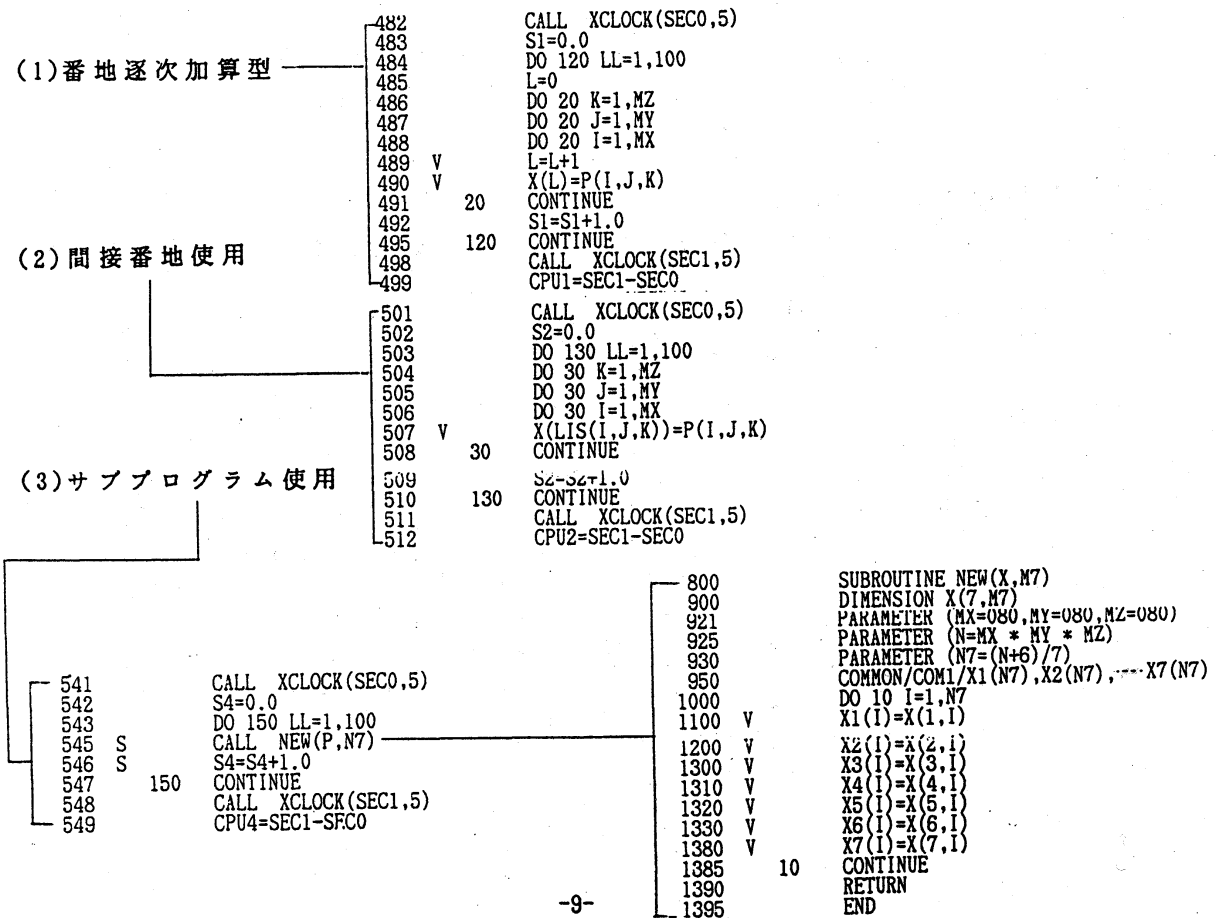 (1)番地逐次加算型
482 CALL XCLOCK(SEC0,5)
483 S1=0.0
484 DO 120 LL=1,100
485 L=0
486 DO 20 K=1,MZ
487 DO 20 J=1,MY
488 DO 20 I=1,MX
489 V L=L+1
490 V X(L)=P(I,J,K)
491 20 CONTINUE
492 S1=S1+1.0
495 120 CONTINUE
498 CALL XCLOCK(SEC1,5)
499 CPU1=SEC1-SEC0
(2)間接番地使用
501 CALL XCLOCK(SEC0,5)
502 S2=0.0
503 DO 130 LL=1,100
504 DO 30 K=1,MZ
505 DO 30 J=1,MY
506 DO 30 I=1,MX
507 V X(LIS(I,J,K))=P(I,J,K)
508 30 CONTINUE
509 S2=S2+1.0
510 130 CONTINUE
511 CALL XCLOCK(SEC1,5)
512 CPU2=SEC1-SEC0
(3)サブプログラム使用
541 CALL XCLOCK(SEC0,5)
542 S4=0.0
543 DO 150 LL=1,100
545 S CALL NEW(P,N7)
546 S S4=S4+1.0
547 150 CONTINUE
548 CALL XCLOCK(SEC1,5)
549 CPU4=SEC1-SEC0
800 SUBROUTINE NEW(X,M7)
900 DIMENSION X(7,M7)
921 PARAMETER (MX=080,MY=080,MZ=080)
925 PARAMETER (N=MX * MY * MZ)
930 PARAMETER (N7=(N+6)/7)
950 COMMON/COM1/X1(N7),X2(N7),----X7(N7)
1000 DO 10 I=1,N7
1100 V X1(I)=X(1,I)
1200 V X2(I)=X(2,I)
1300 V X3(I)=X(3,I)
1310 V X4(I)=X(4,I)
1320 V X5(I)=X(5,I)
1330 V X6(I)=X(6,I)
1380 V X7(I)=X(7,I)
1385 10 CONTINUE
1390 RETURN
1395 END
-9-